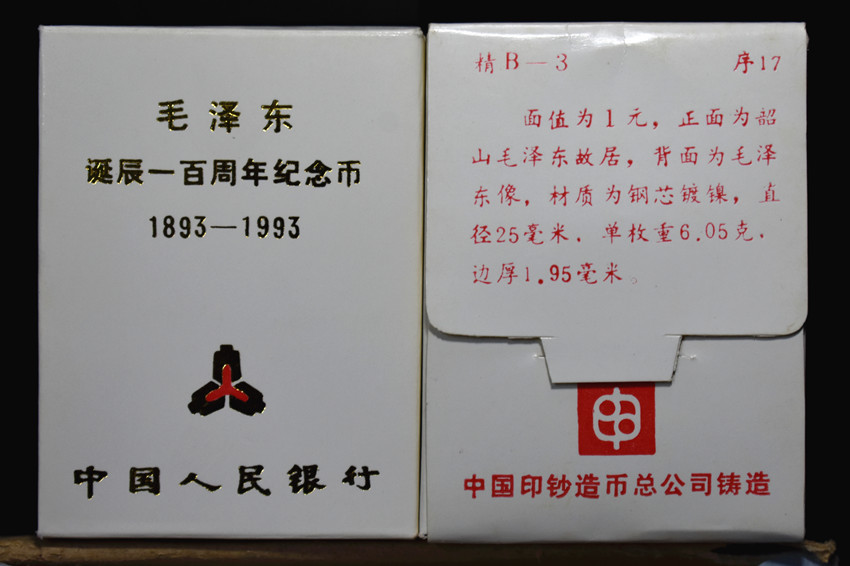 毛泽东
诞辰一百周年纪念币
1893—1993
中国人民银行
精B—3 序17
面值为1元，正面为韶
山毛泽东故居，背面为毛泽
东像，材质为钢芯镀镍，直
径25毫米．单枚重6.05克．
边厚1.95毫米。
中国印钞造币总公司铸造